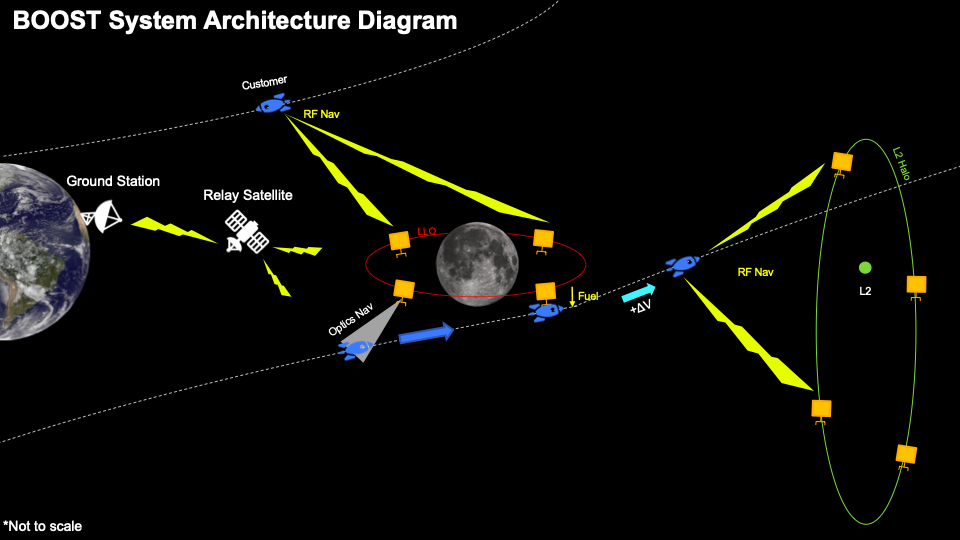 BOOST System Architecture Diagram
Customer
RF Nav
L2 Halo
Ground Station
Relay Satellite
LLO
RF Nav
L2
Fuel
+ΔV
Optics Nav
*Not to scale